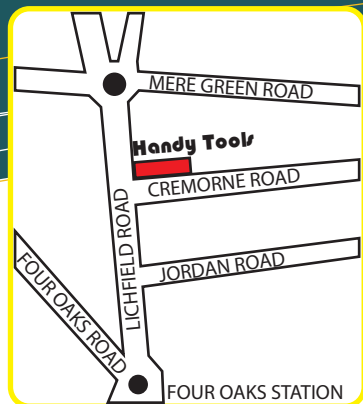 MERE GREEN ROAD
Handy Tools
CREMORNE ROAD
LICHFIELD ROAD
JORDAN ROAD
FOUR OAKS ROAD
FOUR OAKS STATION